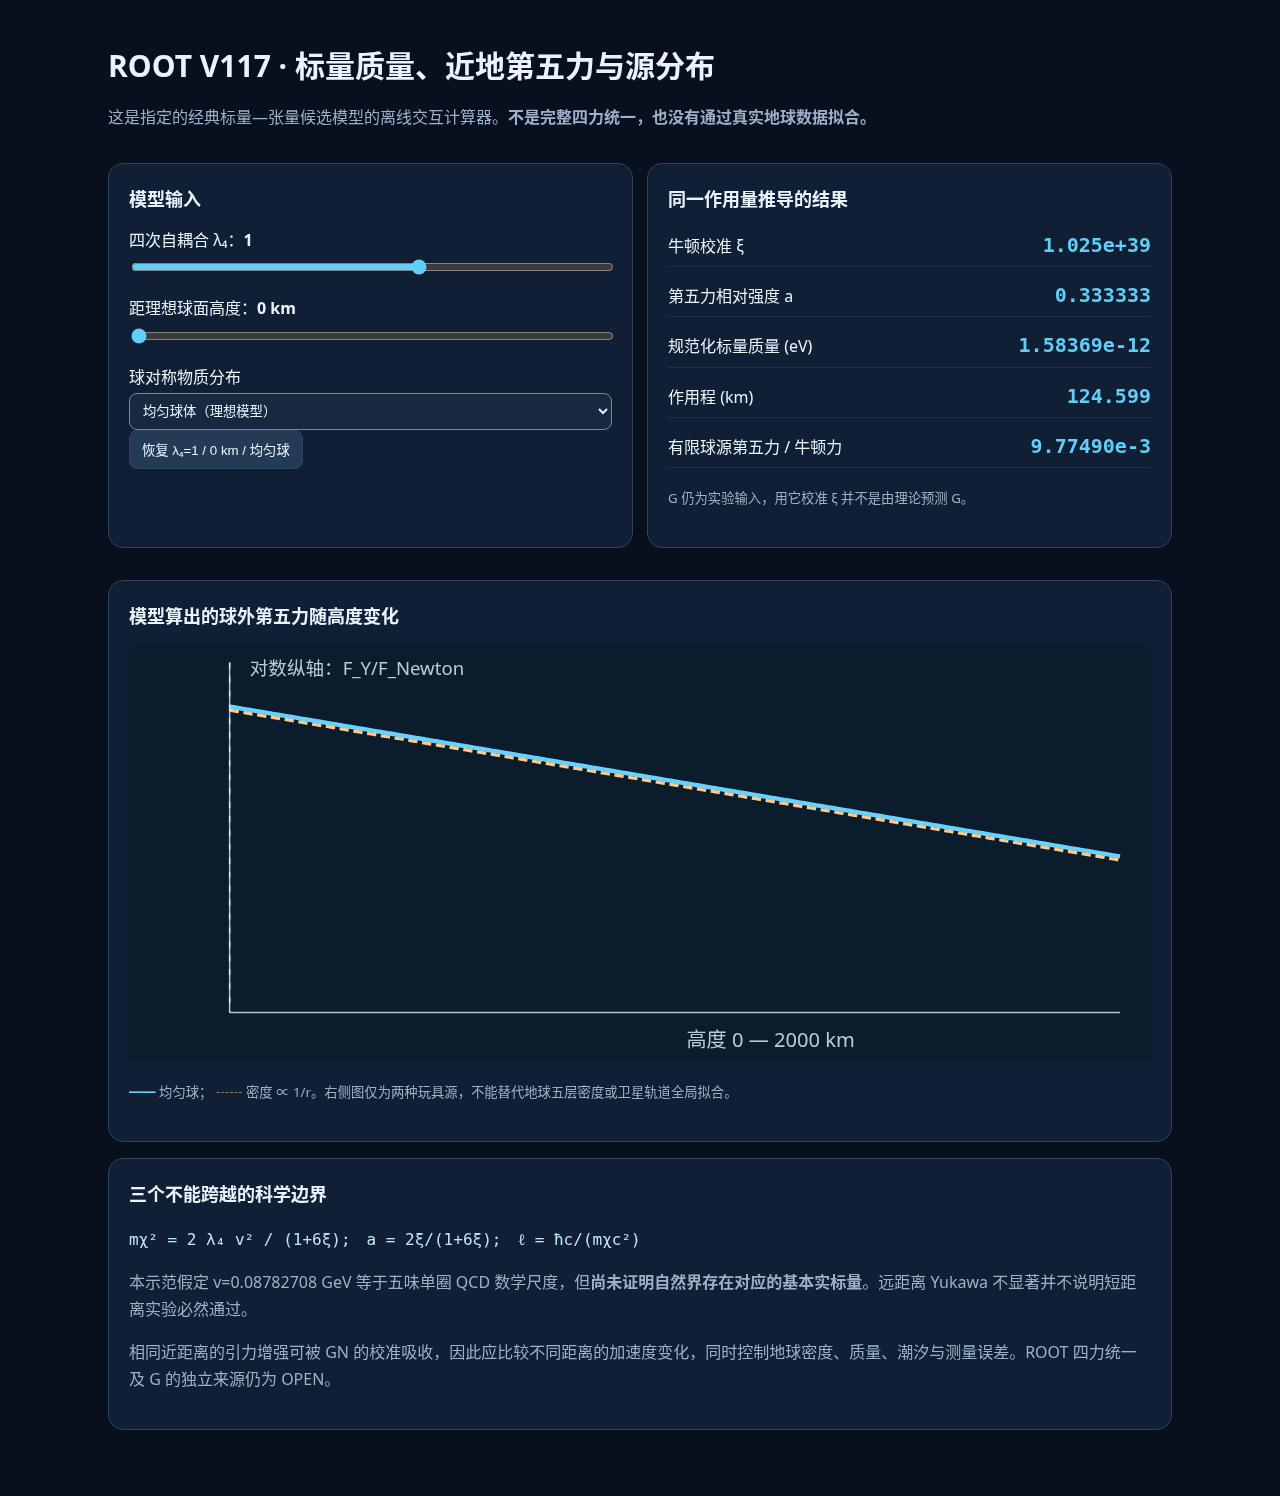 ROOT V117 · 标量质量、近地第五力与源分布
这是指定的经典标量—张量候选模型的离线交互计算器。不是完整四力统一，也没有通过真实地球数据拟合。
模型输入
四次自耦合 λ₄：1
距理想球面高度：0 km
球对称物质分布
均匀球体（理想模型）
恢复 λ₄=1 / 0 km / 均匀球
同一作用量推导的结果
牛顿校准 ξ 1.025e+39
第五力相对强度 a 0.333333
规范化标量质量 (eV) 1.58369e-12
作用程 (km) 124.599
有限球源第五力 / 牛顿力 9.77490e-3
G 仍为实验输入，用它校准 ξ 并不是由理论预测 G。
模型算出的球外第五力随高度变化
对数纵轴：F_Y/F_Newton
高度 0 — 2000 km
—— 均匀球； ------ 密度 ∝ 1/r。右侧图仅为两种玩具源，不能替代地球五层密度或卫星轨道全局拟合。
三个不能跨越的科学边界
mχ² = 2 λ₄ v² / (1+6ξ); a = 2ξ/(1+6ξ); ℓ = ħc/(mχc²)
本示范假定 v=0.08782708 GeV 等于五味单圈 QCD 数学尺度，但尚未证明自然界存在对应的基本实标量。远距离 Yukawa 不显著并不说明短距
离实验必然通过。
相同近距离的引力增强可被 GN 的校准吸收，因此应比较不同距离的加速度变化，同时控制地球密度、质量、潮汐与测量误差。ROOT 四力统一
及 G 的独立来源仍为 OPEN。